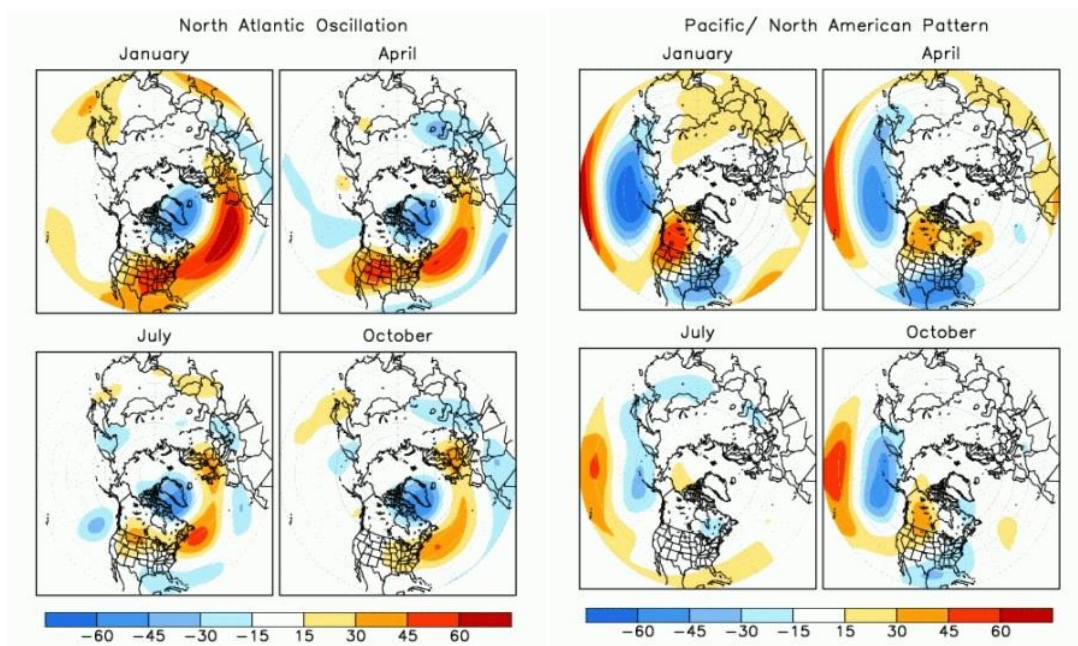 North Atlantic Oscillation
January April
July October
-60 -45 -30 -15 15 30 45 60
Pacific/ North American Pattern
January April
July October
-60 -45 -30 -15 15 30 45 60